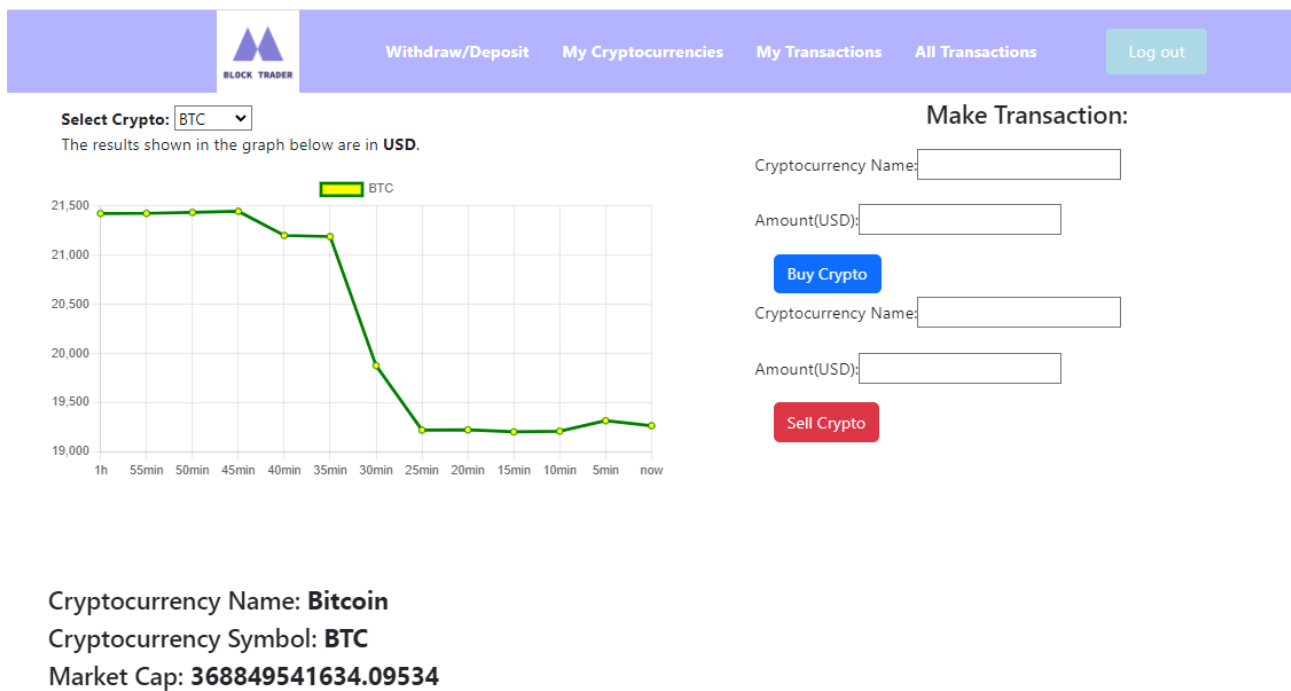 BLOCK TRADER
Withdraw/Deposit My Cryptocurrencies My Transactions All Transactions Log out
Select Crypto: BTC
The results shown in the graph below are in USD.
BTC
21,500
21,000
20,500
20,000
19,500
19,000
1h 55min 50min 45min 40min 35min 30min 25min 20min 15min 10min 5min now
Make Transaction:
Cryptocurrency Name:
Amount(USD):
Buy Crypto
Cryptocurrency Name:
Amount(USD):
Sell Crypto
Cryptocurrency Name: Bitcoin
Cryptocurrency Symbol: BTC
Market Cap: 368849541634.09534